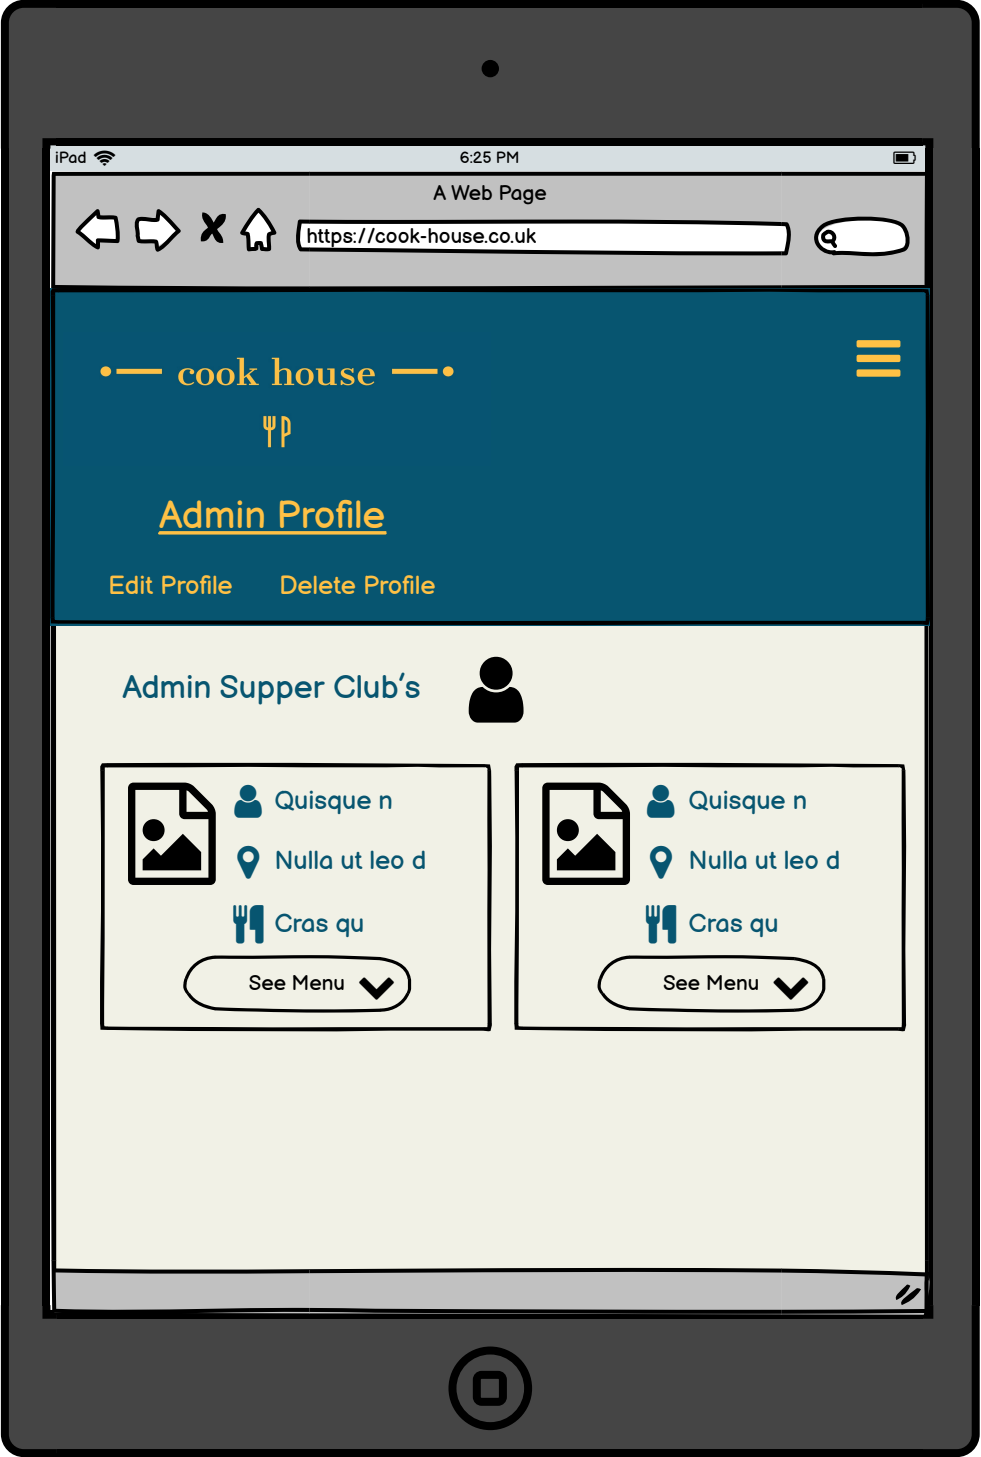 iPad
6:25 PM
A Web Page
https://cook-house.co.uk
cook house
Admin Profile
Edit Profile
Delete Profile
Admin Supper Club's
Quisque n
Nulla ut leo d
Cras qu
See Menu
Quisque n
Nulla ut leo d
Cras qu
See Menu